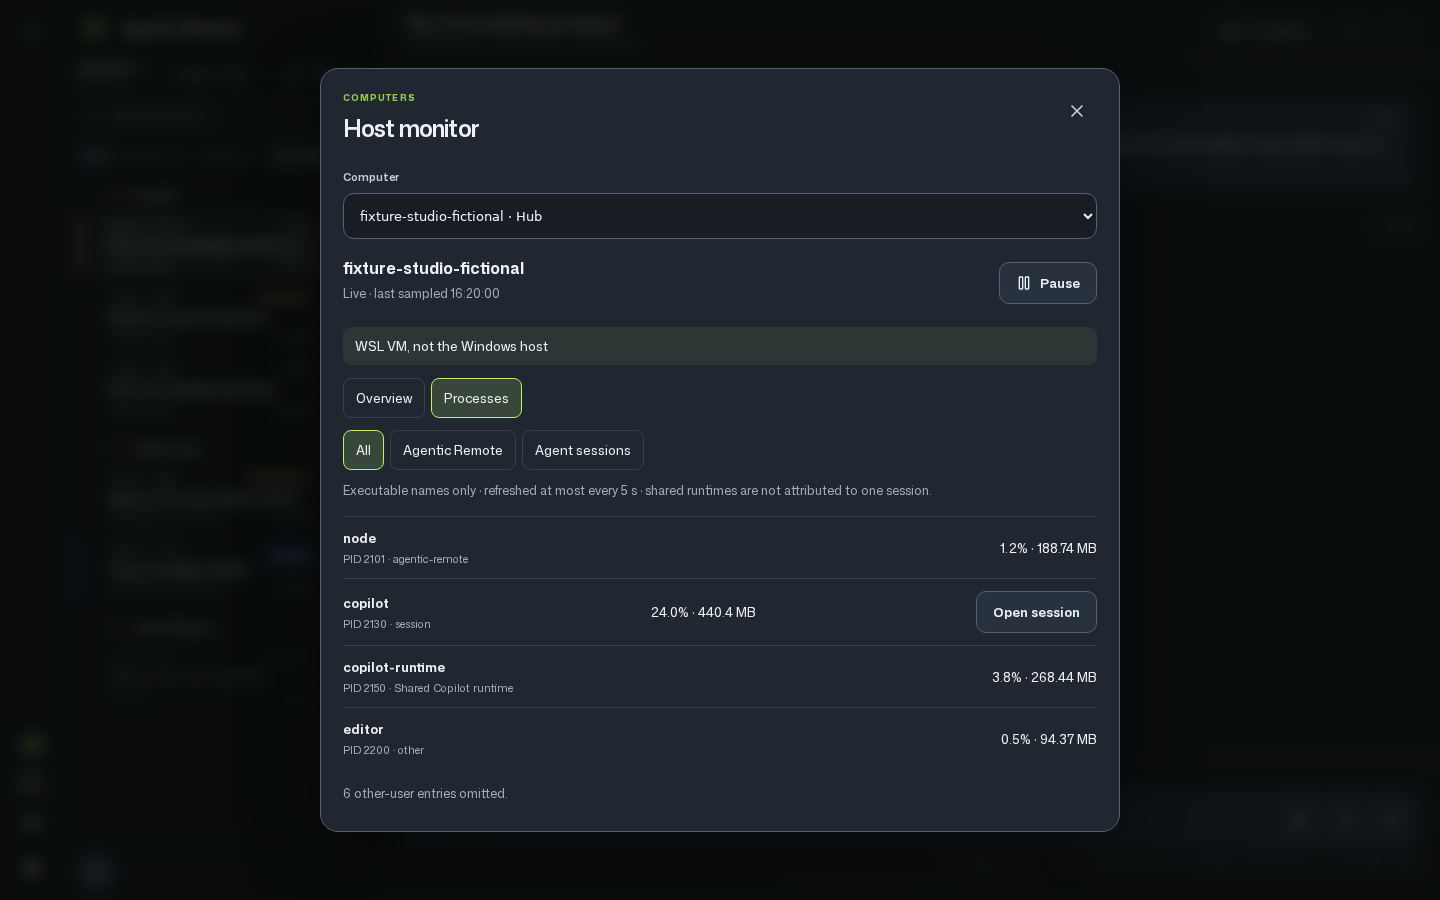 COMPUTERS
Host monitor
Computer
fixture-studio-fictional · Hub
fixture-studio-fictional
Live · last sampled 16:20:00
Pause
WSL VM, not the Windows host
Overview
Processes
All
Agentic Remote
Agent sessions
Executable names only · refreshed at most every 5 s · shared runtimes are not attributed to one session.
node
PID 2101 · agentic-remote
1.2% · 188.74 MB
copilot
PID 2130 · session
24.0% · 440.4 MB
Open session
copilot-runtime
PID 2150 · Shared Copilot runtime
3.8% · 268.44 MB
editor
PID 2200 · other
0.5% · 94.37 MB
6 other-user entries omitted.